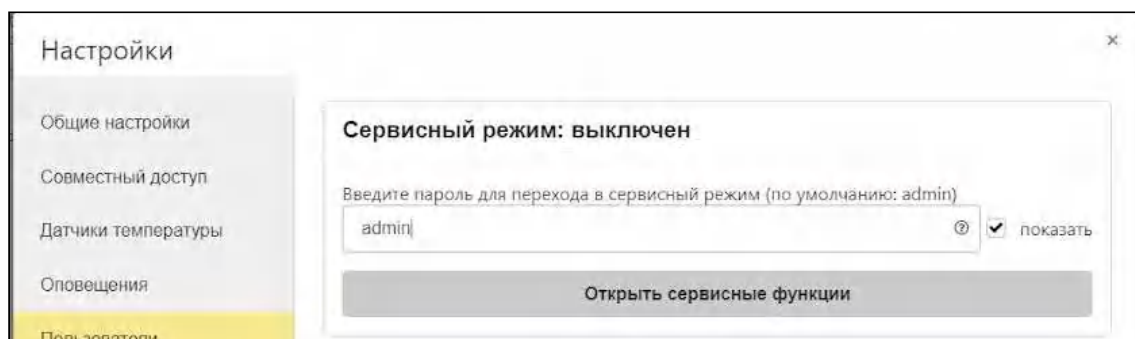 Настройки
×
Общие настройки
Совместный доступ
Датчики температуры
Оповещения
Пользователи
Сервисный режим: выключен
Введите пароль для перехода в сервисный режим (по умолчанию: admin)
admin
показать
Открыть сервисные функции